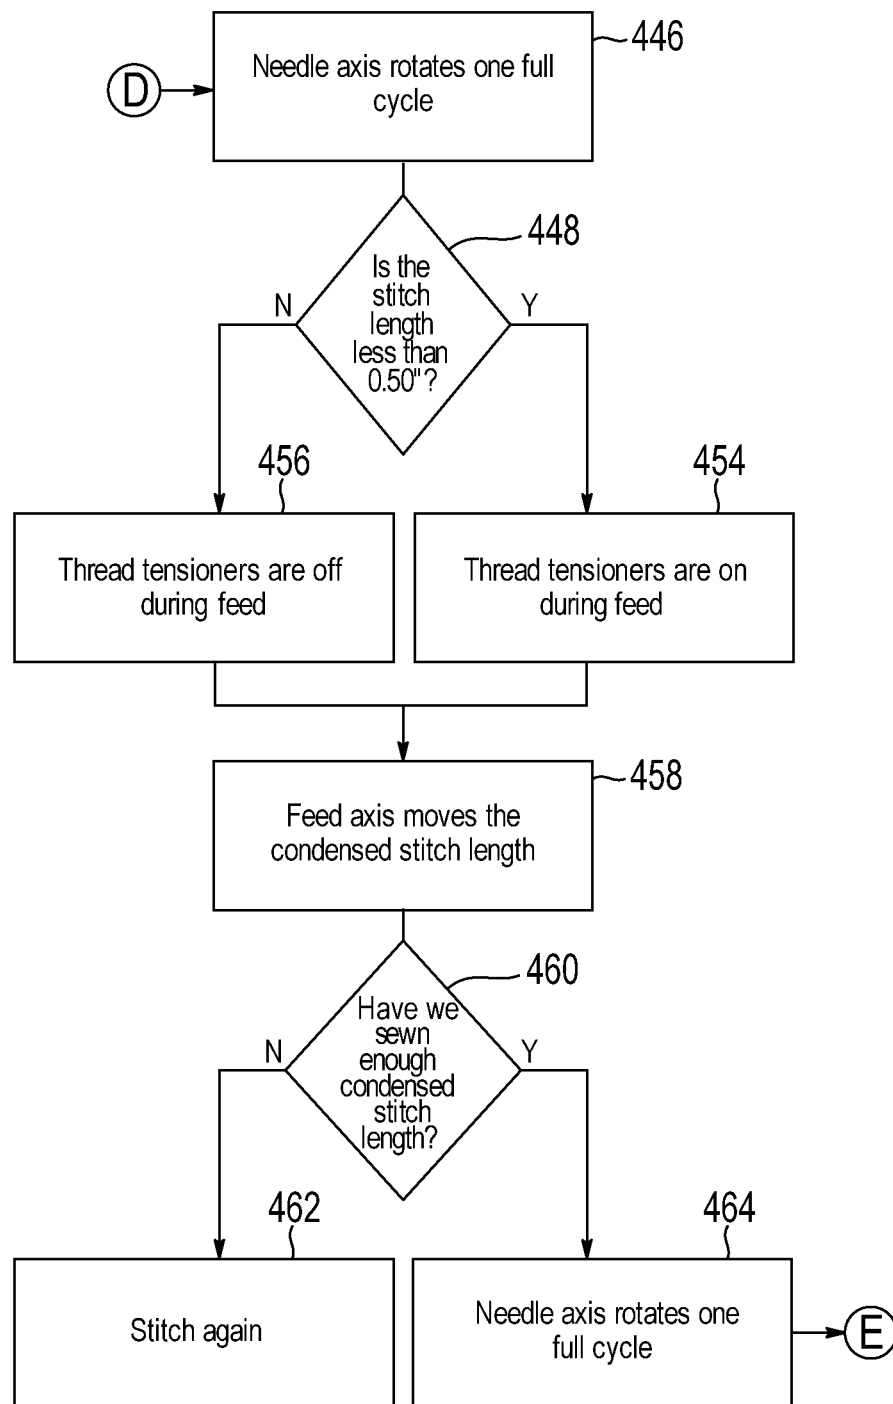 446
Needle axis rotates one full
cycle
D
448
Is the
stitch
length
less than
0.50"?
N
Y
456
454
Thread tensioners are off
during feed
Thread tensioners are on
during feed
458
Feed axis moves the
condensed stitch length
460
Have we
sewn
enough
condensed
stitch
length?
N
Y
462
464
Stitch again
Needle axis rotates one
full cycle
E